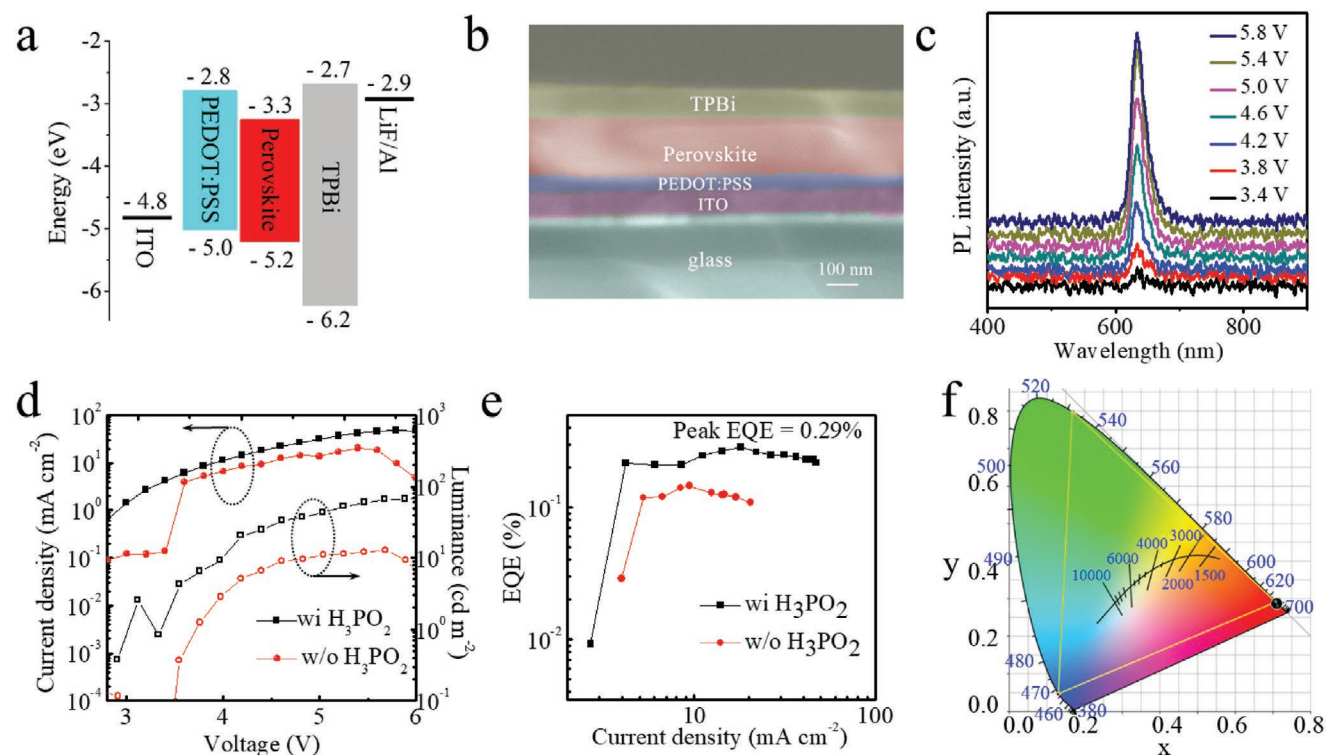 a
Energy (eV)
-2
-3
-4
-5
-6
- 4.8
ITO
- 2.8
PEDOT:PSS
- 5.0
- 3.3
Perovskite
- 5.2
- 2.7
TPBi
- 6.2
- 2.9
LiF/Al
b
TPBi
Perovskite
PEDOT:PSS
ITO
glass
100 nm
c
PL intensity (a.u.)
5.8 V
5.4 V
5.0 V
4.6 V
4.2 V
3.8 V
3.4 V
400 600 800
Wavelength (nm)
d
Current density (mA cm⁻²)
10²
10¹
10⁰
10⁻¹
10⁻²
10⁻³
10⁻⁴
wi H₃PO₂
w/o H₃PO₂
10³
10²
10¹
10⁰
10⁻¹
Luminance (cd m⁻²)
3 4 5 6
Voltage (V)
e
EQE (%)
10⁻¹
10⁻²
Peak EQE = 0.29%
wi H₃PO₂
w/o H₃PO₂
10 100
Current density (mA cm⁻²)
f
y
0.8
0.6
0.4
0.2
0.0
520
540
560
580
600
620
700
500
490
480
470
460
380
10000
6000
4000
3000
2000
1500
0.0 0.2 0.4 0.6 0.8
x